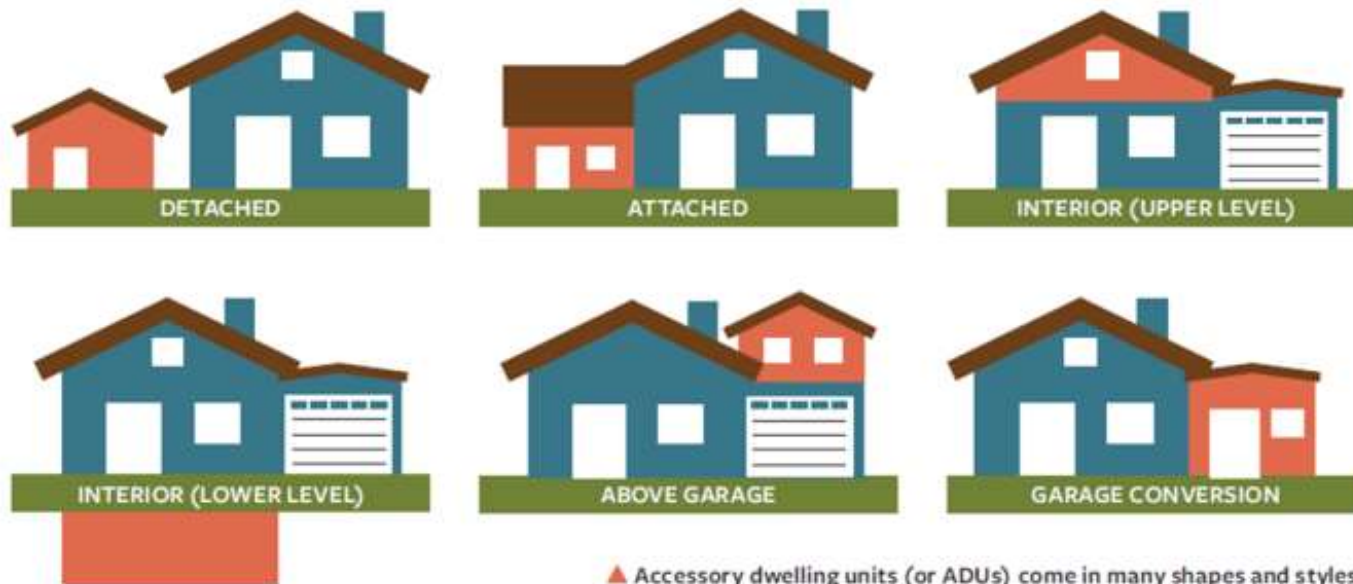 DETACHED
ATTACHED
INTERIOR (UPPER LEVEL)
INTERIOR (LOWER LEVEL)
ABOVE GARAGE
GARAGE CONVERSION
▲ Accessory dwelling units (or ADUs) come in many shapes and styles